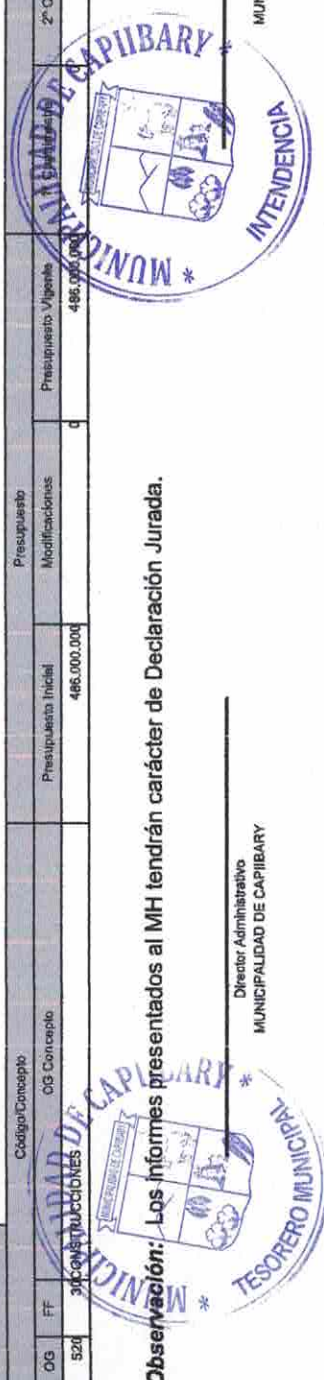 Código/Concepto Presupuesto
OG FF OG Concepto Presupuesto Inicial Modificaciones Presupuesto Vigente 2º C
520 30 CONSTRUCCIONES 486.000.000 0 486.000.000
Observación: Los informes presentados al MH tendrán carácter de Declaración Jurada.
Director Administrativo
MUNICIPALIDAD DE CAPIIBARY
MUN
MUNICIPALIDAD DE CAPIIBARY
TESORERO MUNICIPAL
MUNICIPALIDAD DE CAPIIBARY
INTENDENCIA